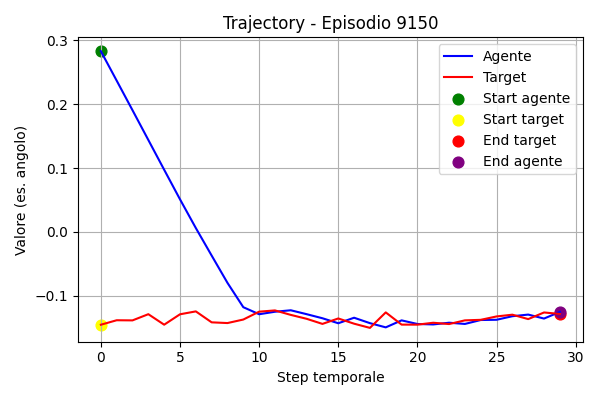 Trajectory - Episodio 9150
Valore (es. angolo)
0.3
0.2
0.1
0.0
−0.1
Agente
Target
Start agente
Start target
End target
End agente
0 5 10 15 20 25 30
Step temporale